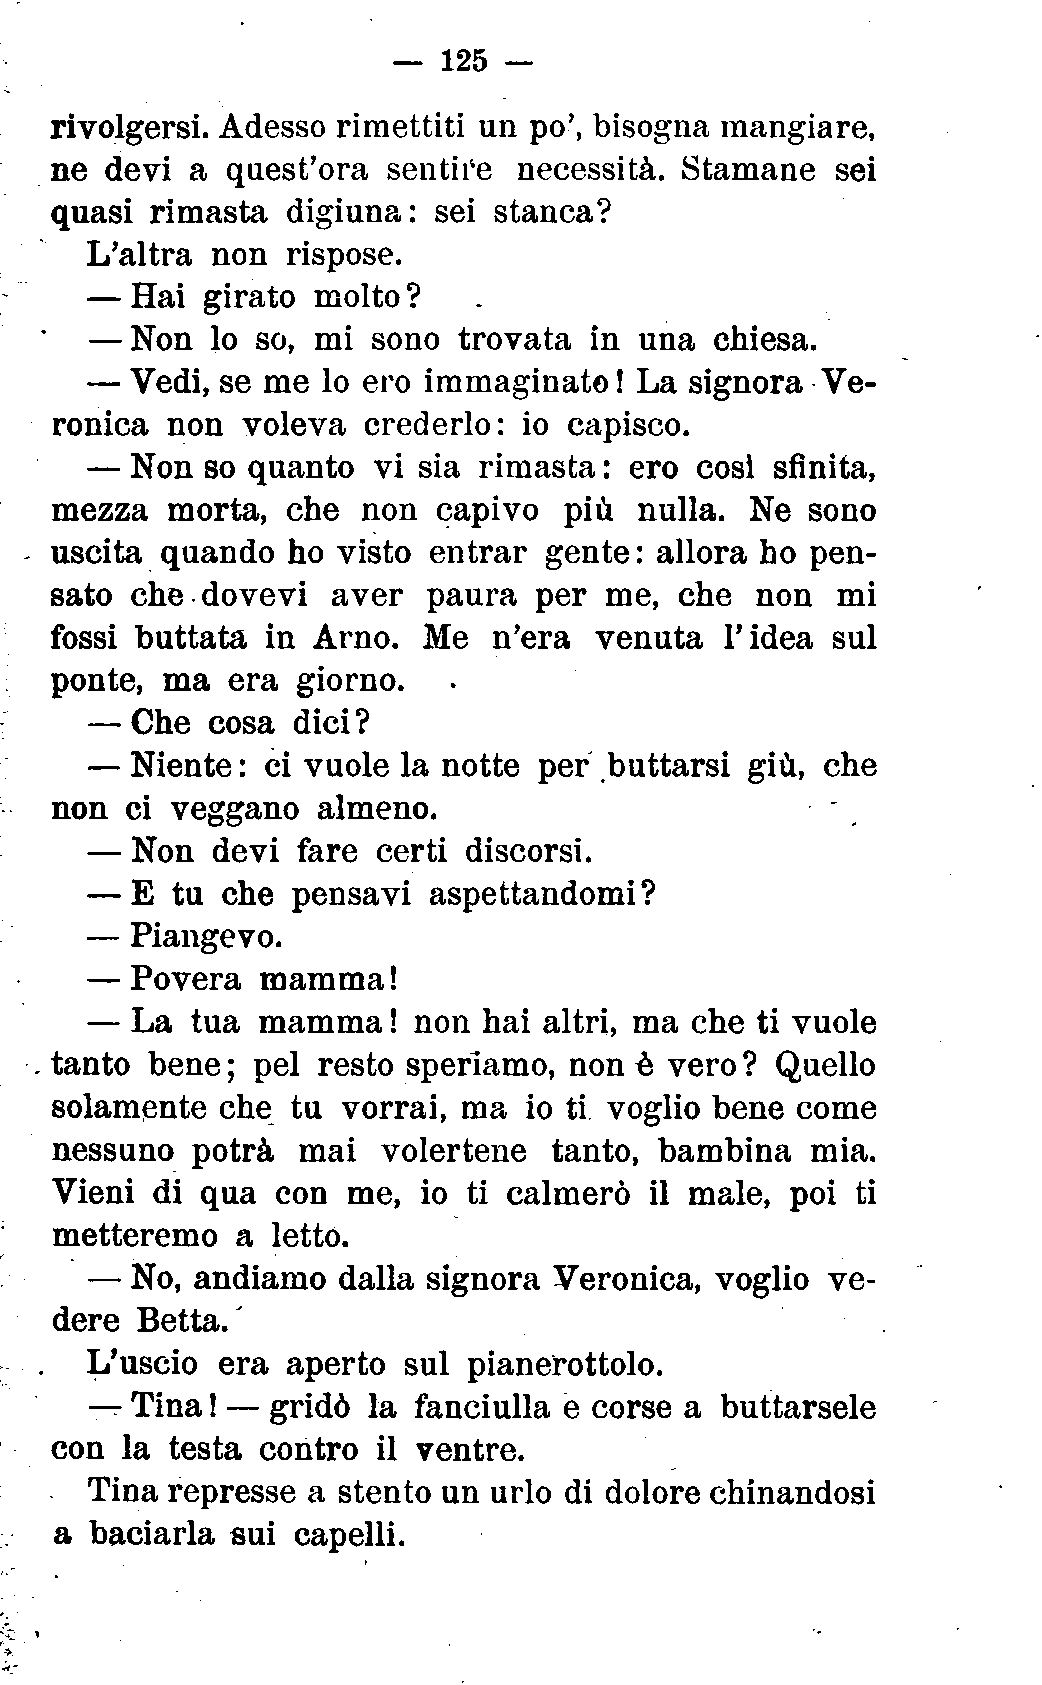 — 125 —
rivolgersi. Adesso rimettiti un po', bisogna mangiare,
ne devi a quest'ora sentire necessità. Stamane sei
quasi rimasta digiuna: sei stanca?
L'altra non rispose.
— Hai girato molto?
— Non lo so, mi sono trovata in una chiesa.
— Vedi, se me lo ero immaginato! La signora Ve-
ronica non voleva crederlo: io capisco.
— Non so quanto vi sia rimasta: ero così sfinita,
mezza morta, che non capivo più nulla. Ne sono
uscita quando ho visto entrar gente: allora ho pen-
sato che dovevi aver paura per me, che non mi
fossi buttata in Arno. Me n'era venuta l'idea sul
ponte, ma era giorno.
— Che cosa dici?
— Niente: ci vuole la notte per buttarsi giù, che
non ci veggano almeno.
— Non devi fare certi discorsi.
— E tu che pensavi aspettandomi?
— Piangevo.
— Povera mamma!
— La tua mamma! non hai altri, ma che ti vuole
tanto bene; pel resto speriamo, non è vero? Quello
solamente che tu vorrai, ma io ti voglio bene come
nessuno potrà mai volertene tanto, bambina mia.
Vieni di qua con me, io ti calmerò il male, poi ti
metteremo a letto.
— No, andiamo dalla signora Veronica, voglio ve-
dere Betta.
L'uscio era aperto sul pianerottolo.
— Tina! — gridò la fanciulla e corse a buttarsele
con la testa contro il ventre.
Tina represse a stento un urlo di dolore chinandosi
a baciarla sui capelli.